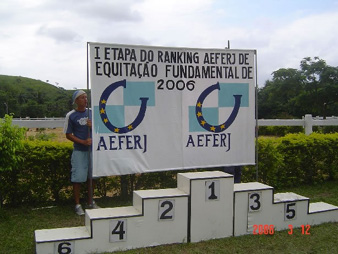 I ETAPA DO RANKING AEFERJ DE
EQUITAÇÃO FUNDAMENTAL DE
2006
AEFERJ AEFERJ
1
2 3
4 5
6
2006 3 12